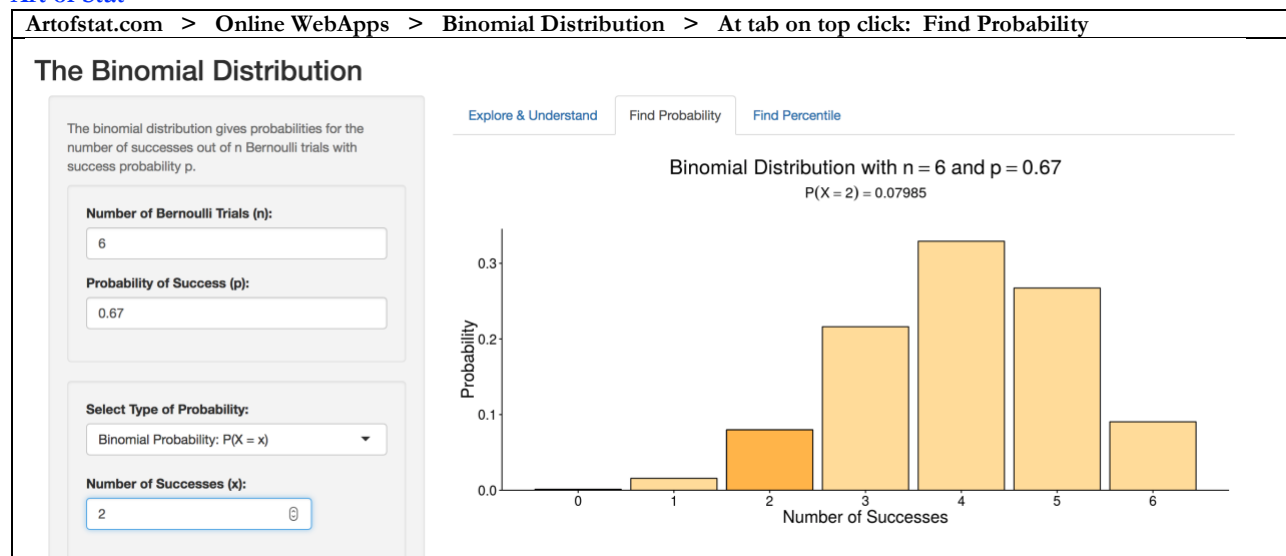 Art of Stat
Artofstat.com > Online WebApps > Binomial Distribution > At tab on top click: Find Probability
The Binomial Distribution
The binomial distribution gives probabilities for the
number of successes out of n Bernoulli trials with
success probability p.
Number of Bernoulli Trials (n):
6
Probability of Success (p):
0.67
Select Type of Probability:
Binomial Probability: P(X = x)
Number of Successes (x):
2
Explore & Understand Find Probability Find Percentile
Binomial Distribution with n = 6 and p = 0.67
P(X = 2) = 0.07985
Probability
0.3
0.2
0.1
0.0
0 1 2 3 4 5 6
Number of Successes